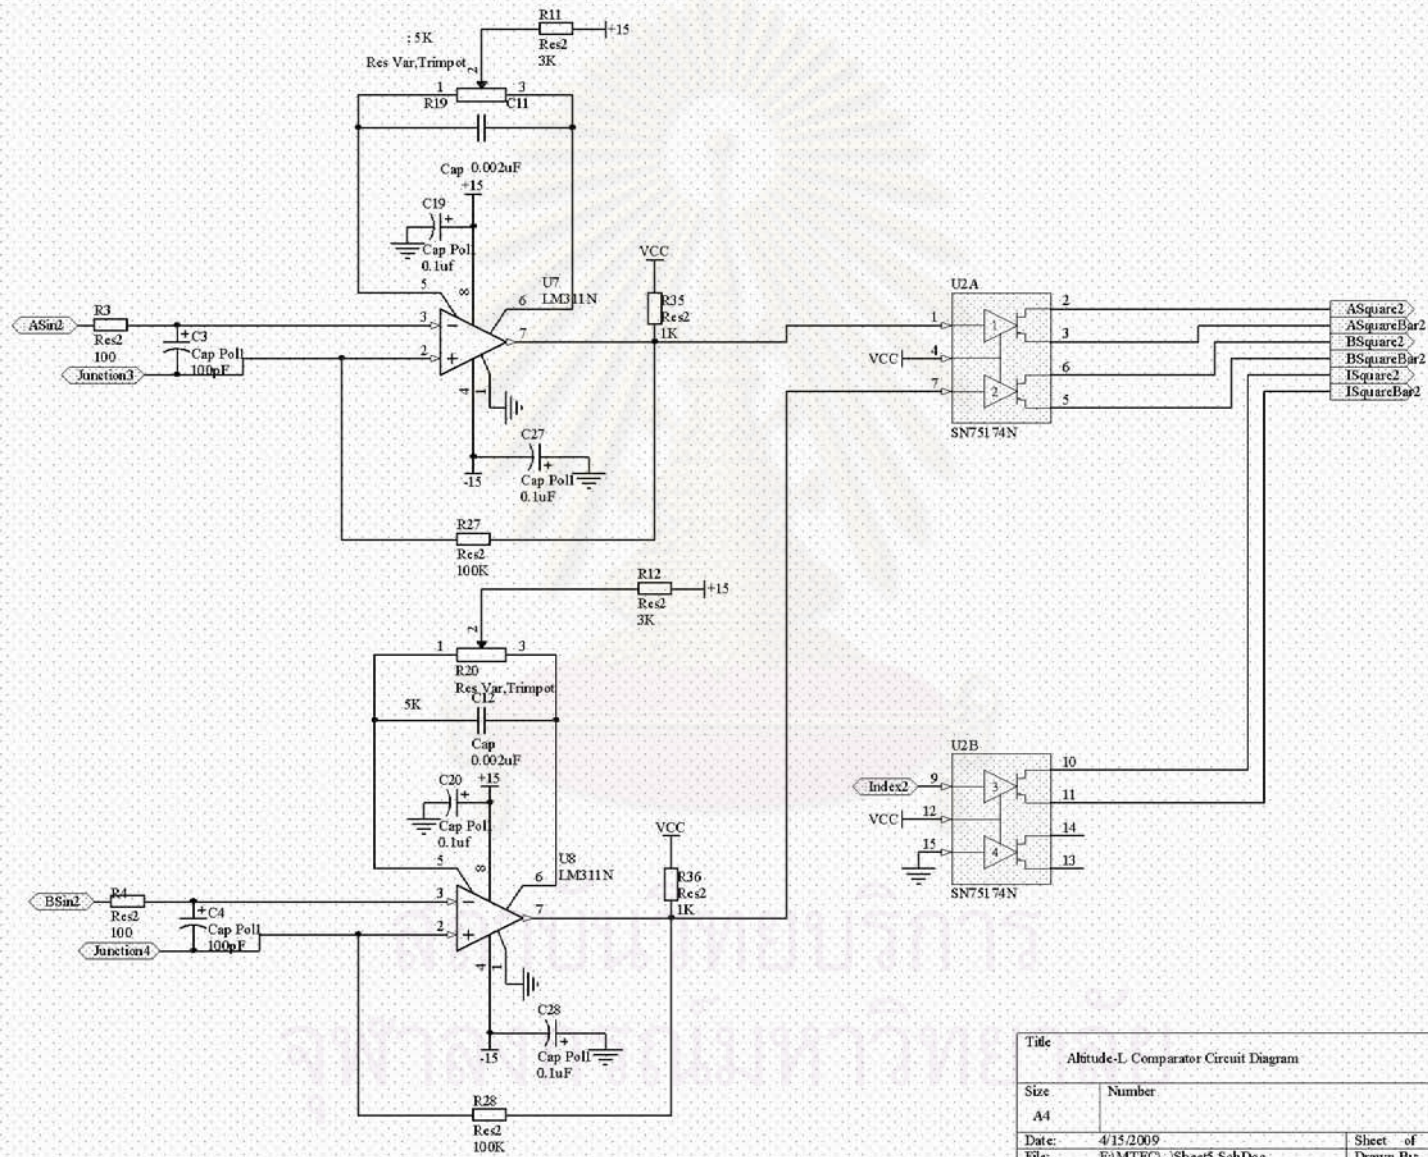 R11
+15
Res2
3K
:5K
Res Var,Trimpot
2
1
3
R19
C11
Cap 0.002uF
+15
C19
+
Cap Pol1
0.1uf
5
8
U7
LM311N
6
VCC
R35
Res2
1K
ASin2
R3
Res2
100
+
C3
Cap Pol1
100pF
Junction3
3
2
7
4
1
C27
+
Cap Pol1
0.1uF
-15
R27
Res2
100K
U2A
1
VCC
4
7
1
2
2
3
6
5
SN75174N
ASquare2
ASquareBar2
BSquare2
BSquareBar2
ISquare2
ISquareBar2
R12
+15
Res2
3K
2
1
3
R20
Res Var,Trimpot
5K
C12
Cap
0.002uF
+15
C20
+
Cap Pol1
0.1uf
5
8
U8
LM311N
6
VCC
R36
Res2
1K
BSin2
R4
Res2
100
+
C4
Cap Pol1
100pF
Junction4
3
2
7
4
1
C28
+
Cap Pol1
0.1uF
-15
R28
Res2
100K
U2B
Index2
9
VCC
12
15
3
4
10
11
14
13
SN75174N
Title
Altitude-L Comparator Circuit Diagram
Size
Number
A4
Date:
4/15/2009
Sheet of